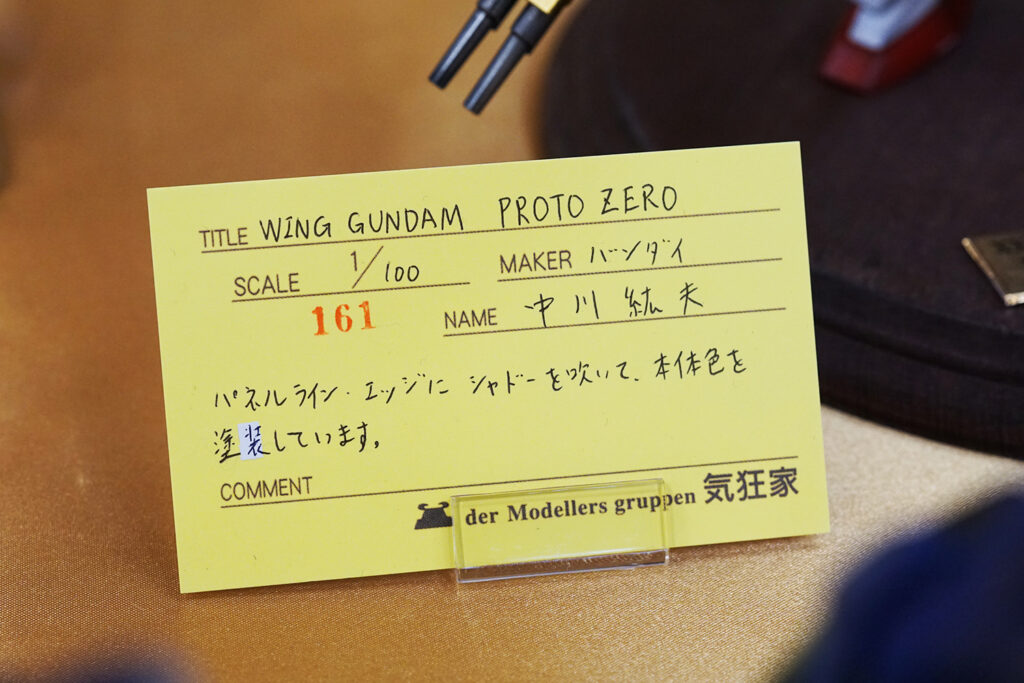 TITLE WING GUNDAM PROTO ZERO
SCALE 1/100
MAKER バンダイ
161
NAME 中川 紘夫
パネルライン・エッジに シャドーを吹いて、本体色を
塗装しています。
COMMENT
der Modellers gruppen 気狂家